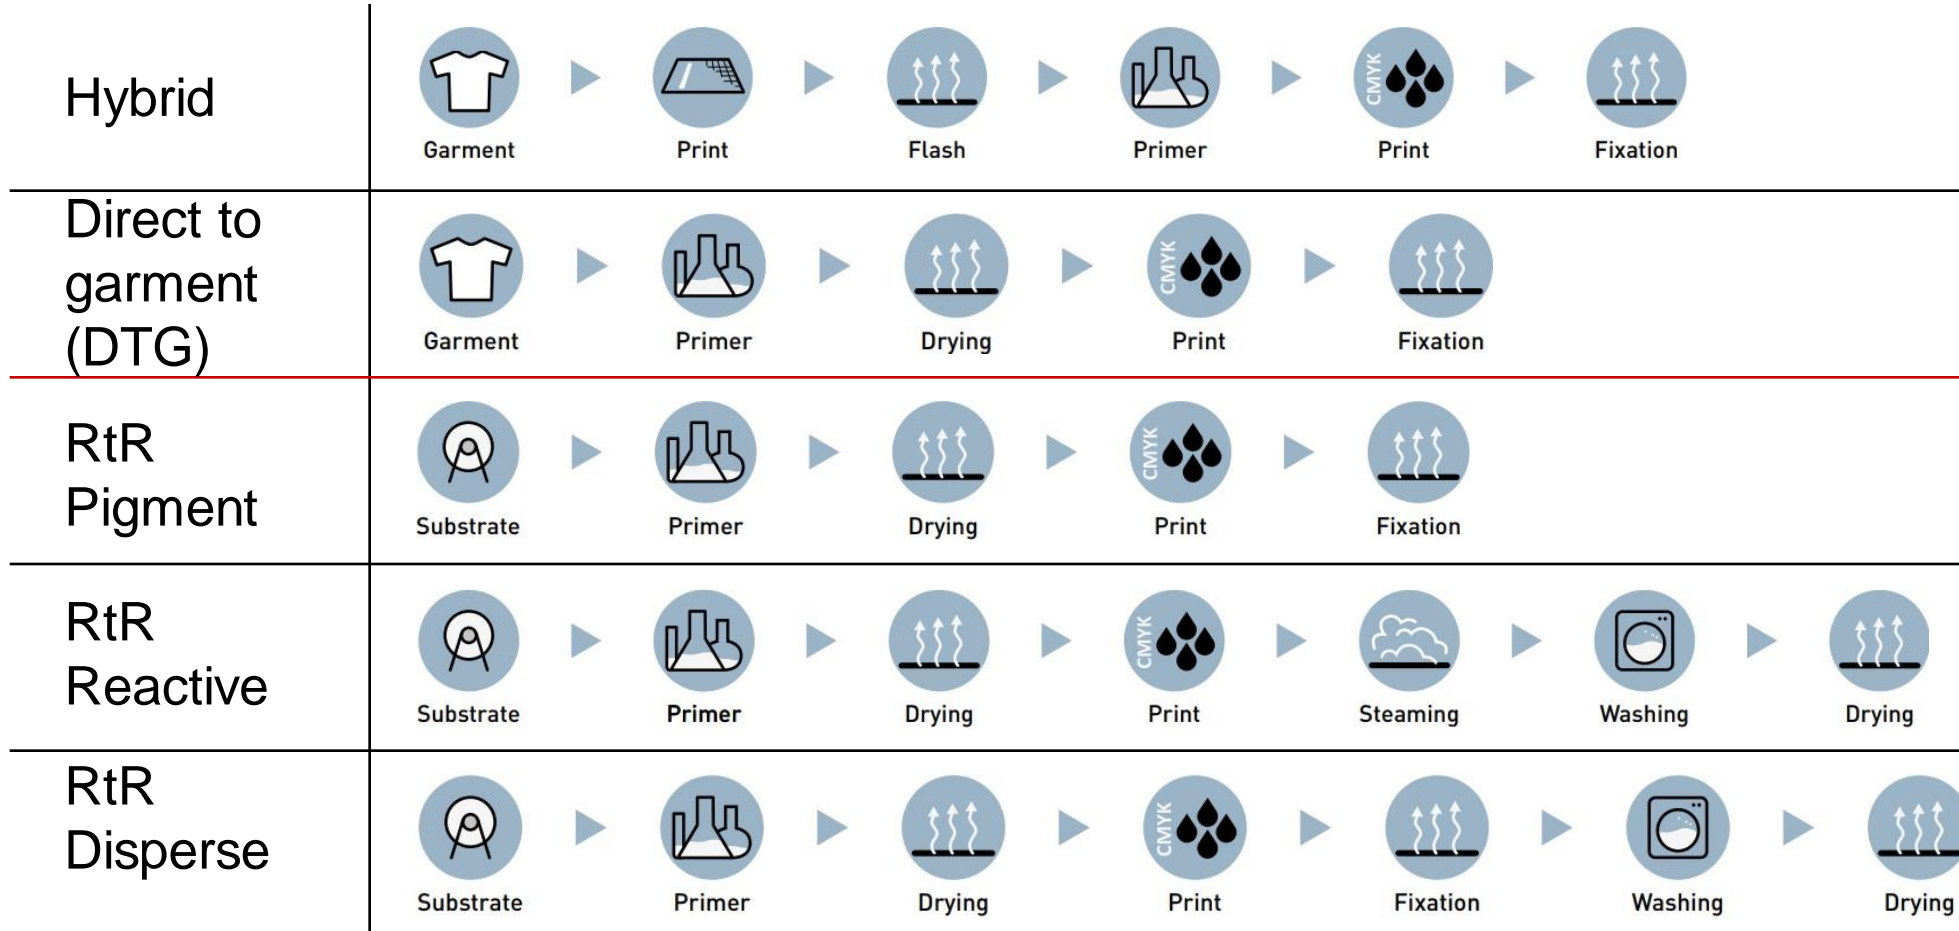 Hybrid
CMYK
Garment Print Flash Primer Print Fixation
Direct to
garment
(DTG)
CMYK
Garment Primer Drying Print Fixation
RtR
Pigment
CMYK
Substrate Primer Drying Print Fixation
RtR
Reactive
CMYK
Substrate Primer Drying Print Steaming Washing Drying
RtR
Disperse
CMYK
Substrate Primer Drying Print Fixation Washing Drying